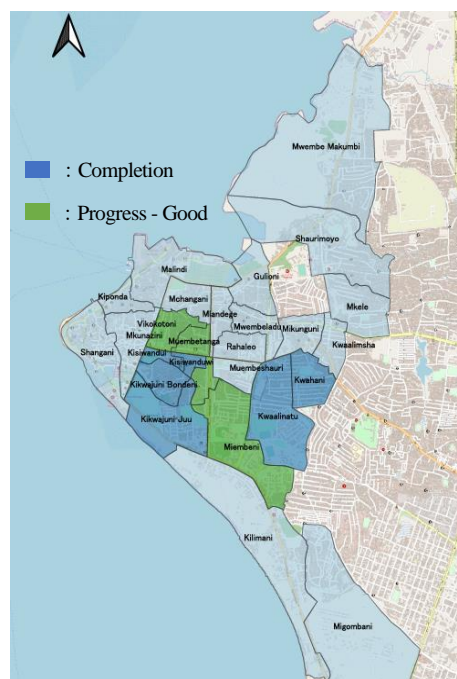 Mwembe Makumbi
: Completion
: Progress - Good
Shaurimoyo
Malindi
Gulioni
Kiponda
Mchangani
Mkele
Miandege
Vikokotoni
Mwembeladu
Mikunguni
Mkunazini
Muembetanga
Kwaalimsha
Rahaleo
Shangani
Kisiwandui
Kisiwanduw
Muembeshauri
Kwahani
Kikwajuni Bondeni
Kikwajuni Juu
Kwaalinatu
Miembeni
Kilimani
Migombani